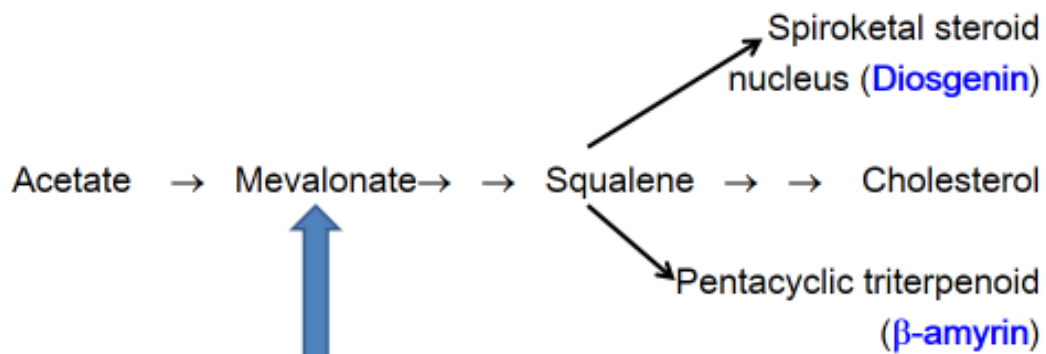 Spiroketal steroid
nucleus (Diosgenin)
Acetate → Mevalonate→ → Squalene → → Cholesterol
Pentacyclic triterpenoid
(β-amyrin)